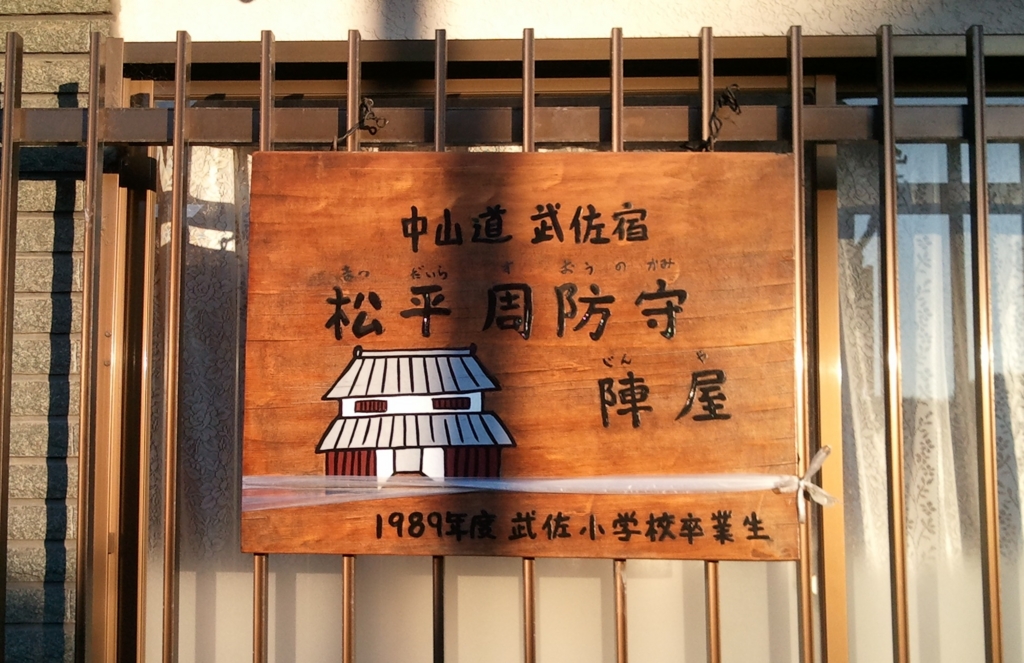 中山道 武佐宿
まつ だいら す おう の かみ
松平周防守
じん や
陣屋
1989年度 武佐小学校卒業生